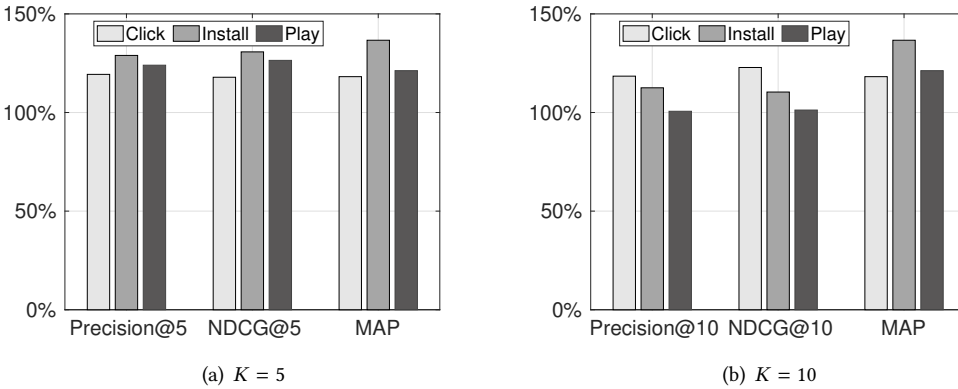 150%
100%
50%
0%
Click Install Play
Precision@5 NDCG@5 MAP
(a) K = 5
150%
100%
50%
0%
Click Install Play
Precision@10 NDCG@10 MAP
(b) K = 10